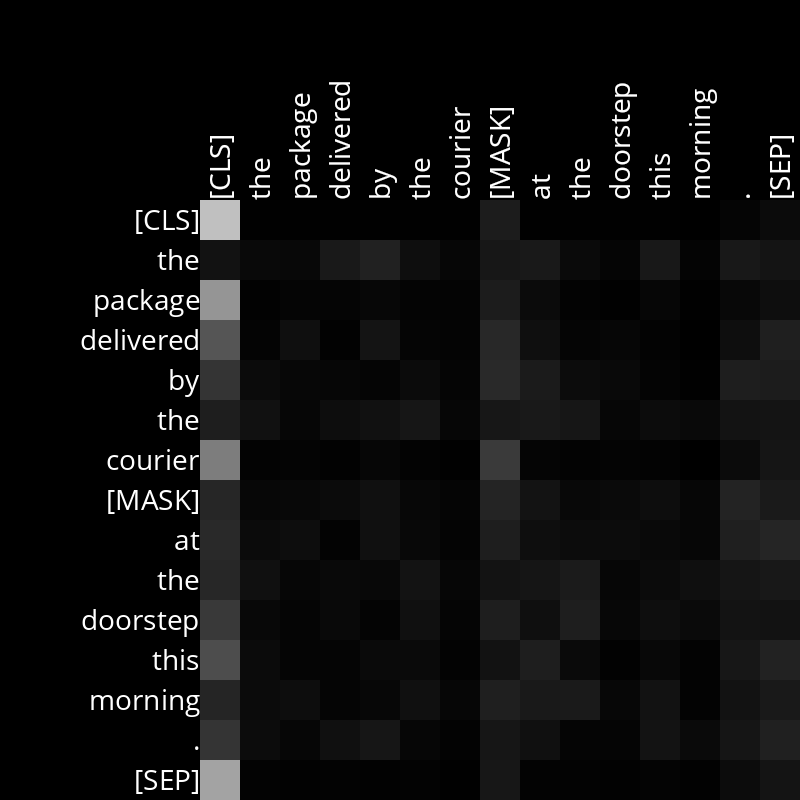 [CLS] the package delivered by the courier [MASK] at the doorstep this morning . [SEP]
[CLS]
the
package
delivered
by
the
courier
[MASK]
at
the
doorstep
this
morning
.
[SEP]